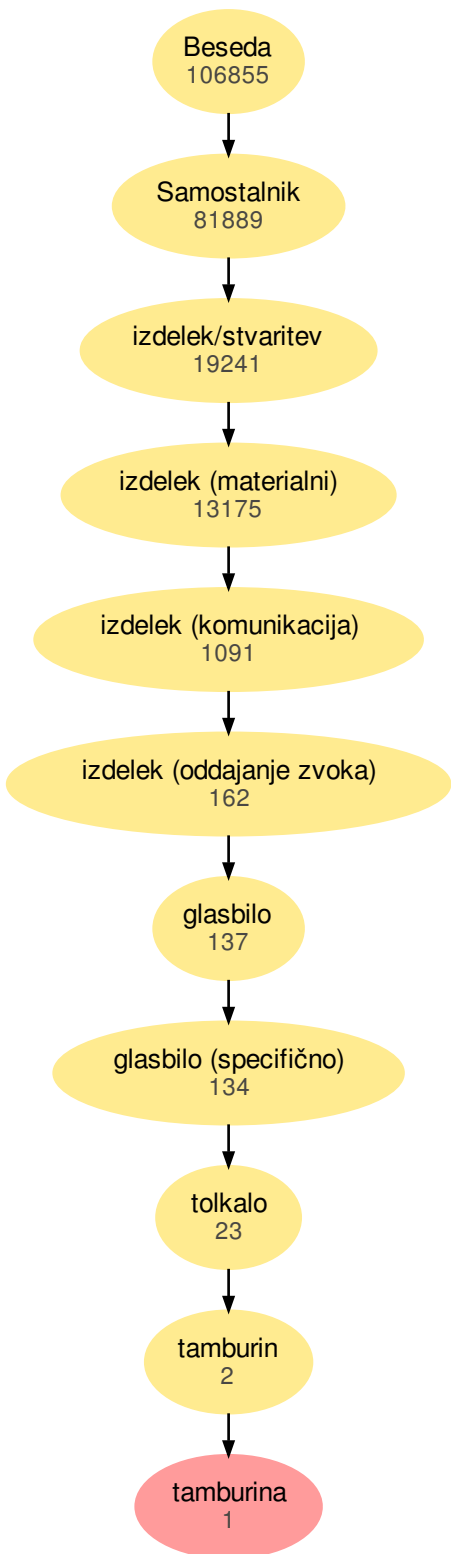 Beseda
106855
Samostalnik
81889
izdelek/stvaritev
19241
izdelek (materialni)
13175
izdelek (komunikacija)
1091
izdelek (oddajanje zvoka)
162
glasbilo
137
glasbilo (specifično)
134
tolkalo
23
tamburin
2
tamburina
1